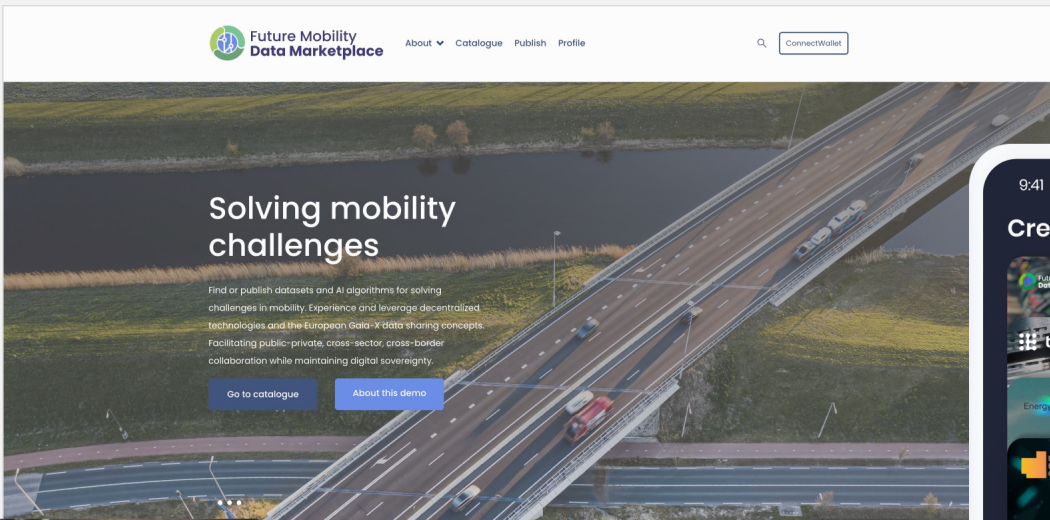 Future Mobility
Data Marketplace
About
Catalogue
Publish
Profile
ConnectWallet
Solving mobility
challenges
Find or publish datasets and AI algorithms for solving
challenges in mobility. Experience and leverage decentralized
technologies and the European Gaia-X data sharing concepts.
Facilitating public-private, cross-sector, cross-border
collaboration while maintaining digital sovereignty.
Go to catalogue
About this demo
9:41
Cre
Energy